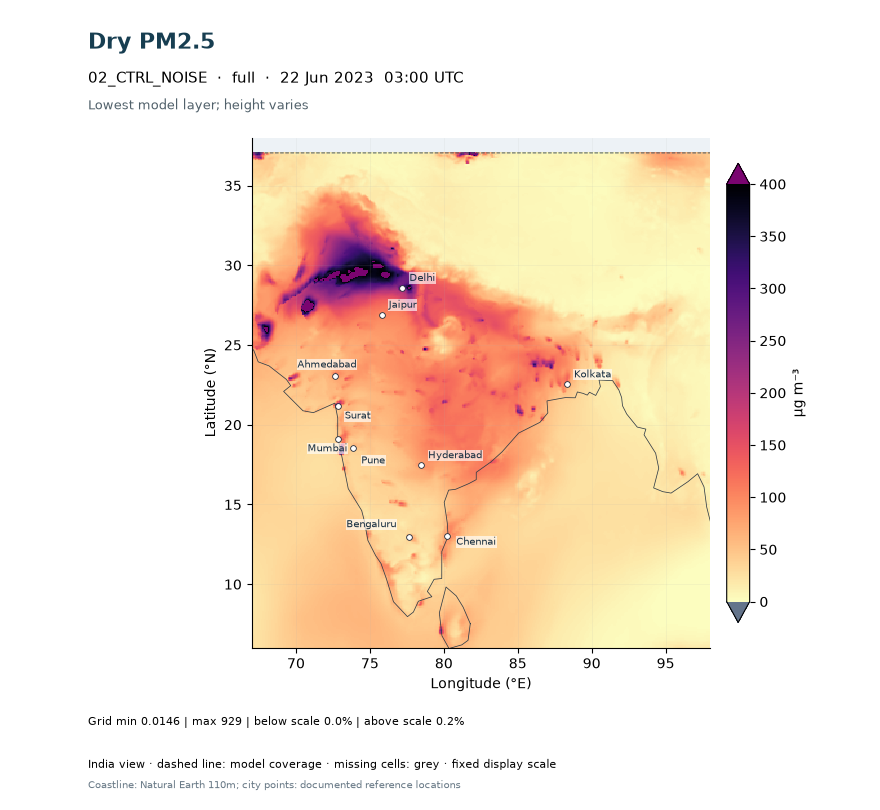 Dry PM2.5
02_CTRL_NOISE · full · 22 Jun 2023 03:00 UTC
Lowest model layer; height varies
35
30
25
20
15
10
Latitude (°N)
Delhi
Jaipur
Ahmedabad
Kolkata
Surat
Mumbai
Pune
Hyderabad
Bengaluru
Chennai
70
75
80
85
90
95
Longitude (°E)
400
350
300
250
200
150
100
50
0
µg m⁻³
Grid min 0.0146 | max 929 | below scale 0.0% | above scale 0.2%
India view · dashed line: model coverage · missing cells: grey · fixed display scale
Coastline: Natural Earth 110m; city points: documented reference locations